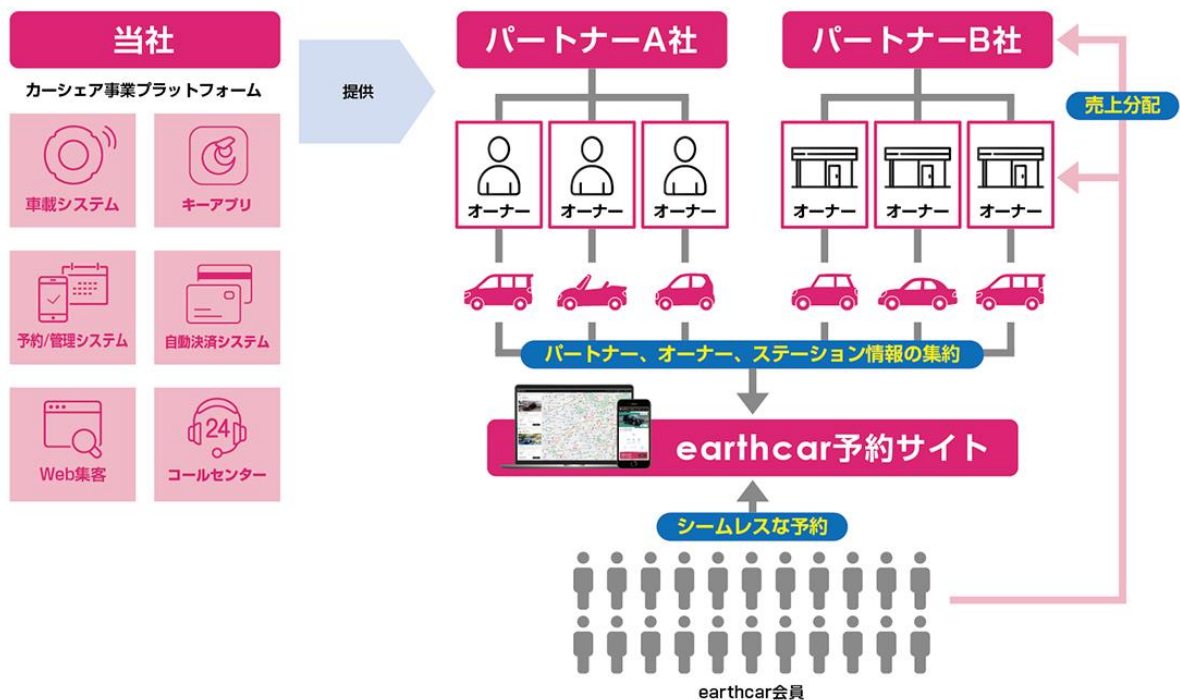 当社
カーシェア事業プラットフォーム
車載システム
キーアプリ
予約/管理システム
自動決済システム
Web集客
24
コールセンター
提供
パートナーA社
パートナーB社
売上分配
オーナー
オーナー
オーナー
オーナー
オーナー
オーナー
パートナー、オーナー、ステーション情報の集約
earthcar予約サイト
シームレスな予約
earthcar会員